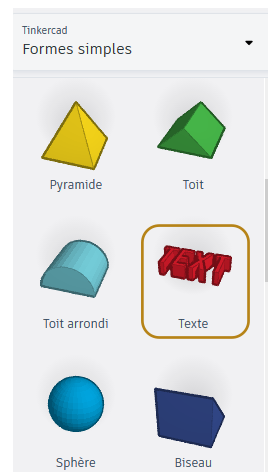 Tinkercad
Formes simples
Pyramide
Toit
Toit arrondi
TEXT
Texte
Sphère
Biseau